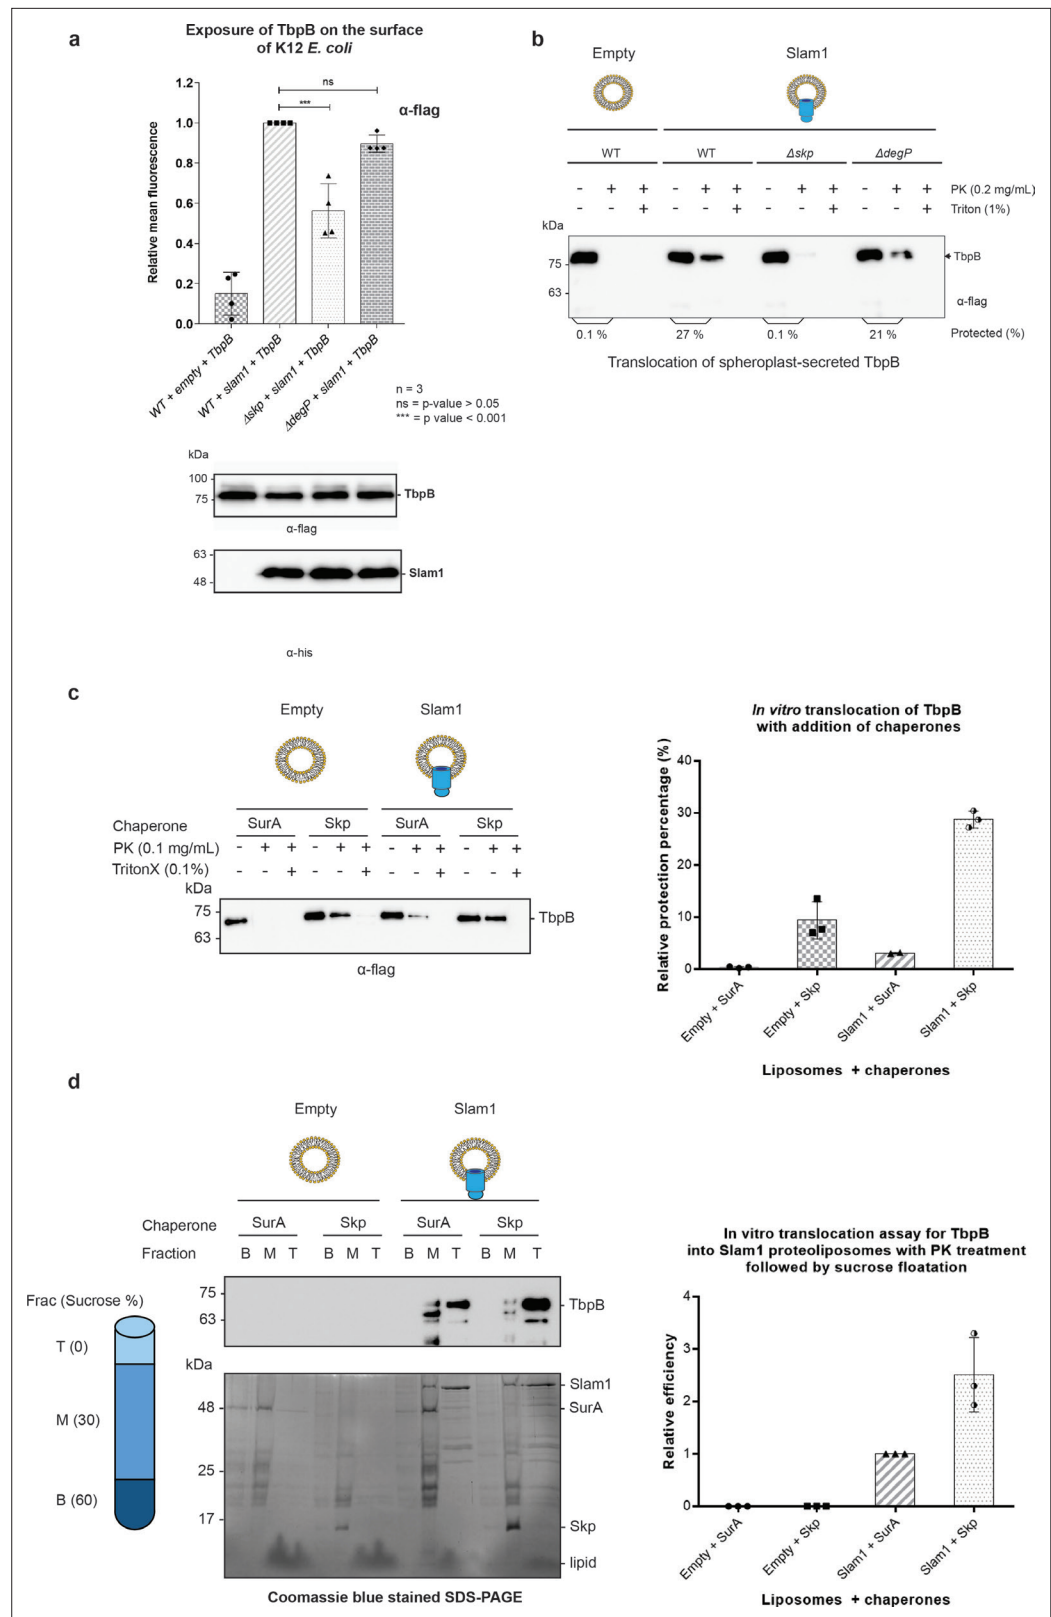 a
Exposure of TbpB on the surface
of K12 E. coli
Relative mean fluorescence
1.2
1.0
0.8
0.6
0.4
0.2
0.0
ns
***
α-flag
WT + empty + TbpB
WT + slam1 + TbpB
Δskp + slam1 + TbpB
ΔdegP + slam1 + TbpB
n = 3
ns = p-value > 0.05
*** = p value < 0.001
kDa
100
75
TbpB
α-flag
63
48
Slam1
α-his
b
Empty Slam1
WT WT Δskp ΔdegP
- + + - + + - + + - + + PK (0.2 mg/mL)
- - + - - + - - + - - + Triton (1%)
kDa
75
63
TbpB
α-flag
0.1 % 27 % 0.1 % 21 % Protected (%)
Translocation of spheroplast-secreted TbpB
c
Empty Slam1
Chaperone SurA Skp SurA Skp
PK (0.1 mg/mL) - + + - + + - + + - + +
TritonX (0.1%) - - + - - + - - + - - +
kDa
75
63
TbpB
α-flag
In vitro translocation of TbpB
with addition of chaperones
Relative protection percentage (%)
40
30
20
10
0
Empty + SurA
Empty + Skp
Slam1 + SurA
Slam1 + Skp
Liposomes + chaperones
d
Empty Slam1
Chaperone SurA Skp SurA Skp
Fraction B M T B M T B M T B M T
75
63
TbpB
kDa
48
25
17
Slam1
SurA
Skp
lipid
Coomassie blue stained SDS-PAGE
Frac (Sucrose %)
T (0)
M (30)
B (60)
In vitro translocation assay for TbpB
into Slam1 proteoliposomes with PK treatment
followed by sucrose floatation
Relative efficiency
4
3
2
1
0
Empty + SurA
Empty + Skp
Slam1 + SurA
Slam1 + Skp
Liposomes + chaperones